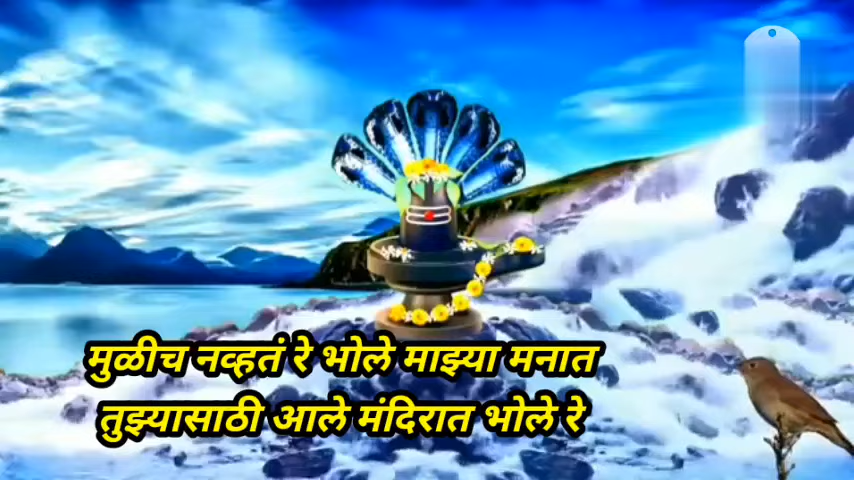 मुळीच नव्हतं रे भोले माझ्या मनात
तुझ्यासाठी आले मंदिरात भोले रे